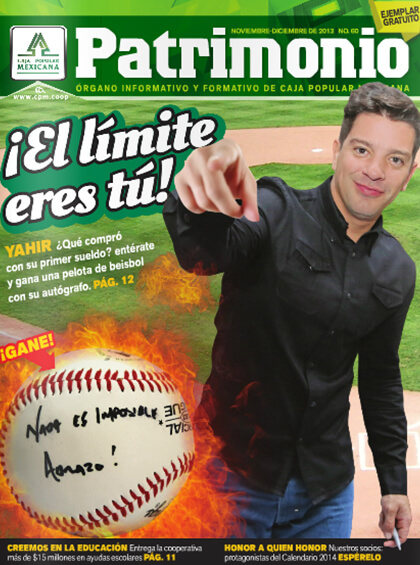 EJEMPLAR
GRATUITO
CAJA POPULAR
MEXICANA
www.cpm.coop
NOVIEMBRE-DICIEMBRE DE 2013 NO. 60
Patrimonio
ÓRGANO INFORMATIVO Y FORMATIVO DE CAJA POPULAR MEXICANA
¡El límite
eres tú!
YAHIR ¿Qué compró
con su primer sueldo? entérate
y gana una pelota de beisbol
con su autógrafo. PÁG. 12
¡GANE!
NADA ES IMPOSIBLE
ABRAZO!
CREEMOS EN LA EDUCACIÓN Entrega la cooperativa
más de $15 millones en ayudas escolares PÁG. 11
HONOR A QUIEN HONOR Nuestros socios:
protagonistas del Calendario 2014 ESPÉRELO